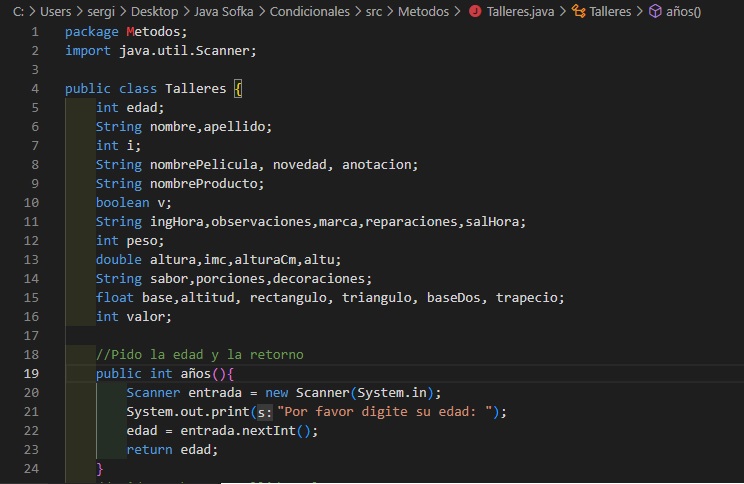 C: > Users > sergi > Desktop > Java Sofka > Condicionales > src > Metodos > Talleres.java > Talleres > años()
1 package Metodos;
2 import java.util.Scanner;
3
4 public class Talleres {
5 int edad;
6 String nombre,apellido;
7 int i;
8 String nombrePelicula, novedad, anotacion;
9 String nombreProducto;
10 boolean v;
11 String ingHora,observaciones,marca,reparaciones,salHora;
12 int peso;
13 double altura,imc,alturaCm,altu;
14 String sabor,porciones,decoraciones;
15 float base,altitud, rectangulo, triangulo, baseDos, trapecio;
16 int valor;
17
18 //Pido la edad y la retorno
19 public int años(){
20 Scanner entrada = new Scanner(System.in);
21 System.out.print(s: "Por favor digite su edad: ");
22 edad = entrada.nextInt();
23 return edad;
24 }